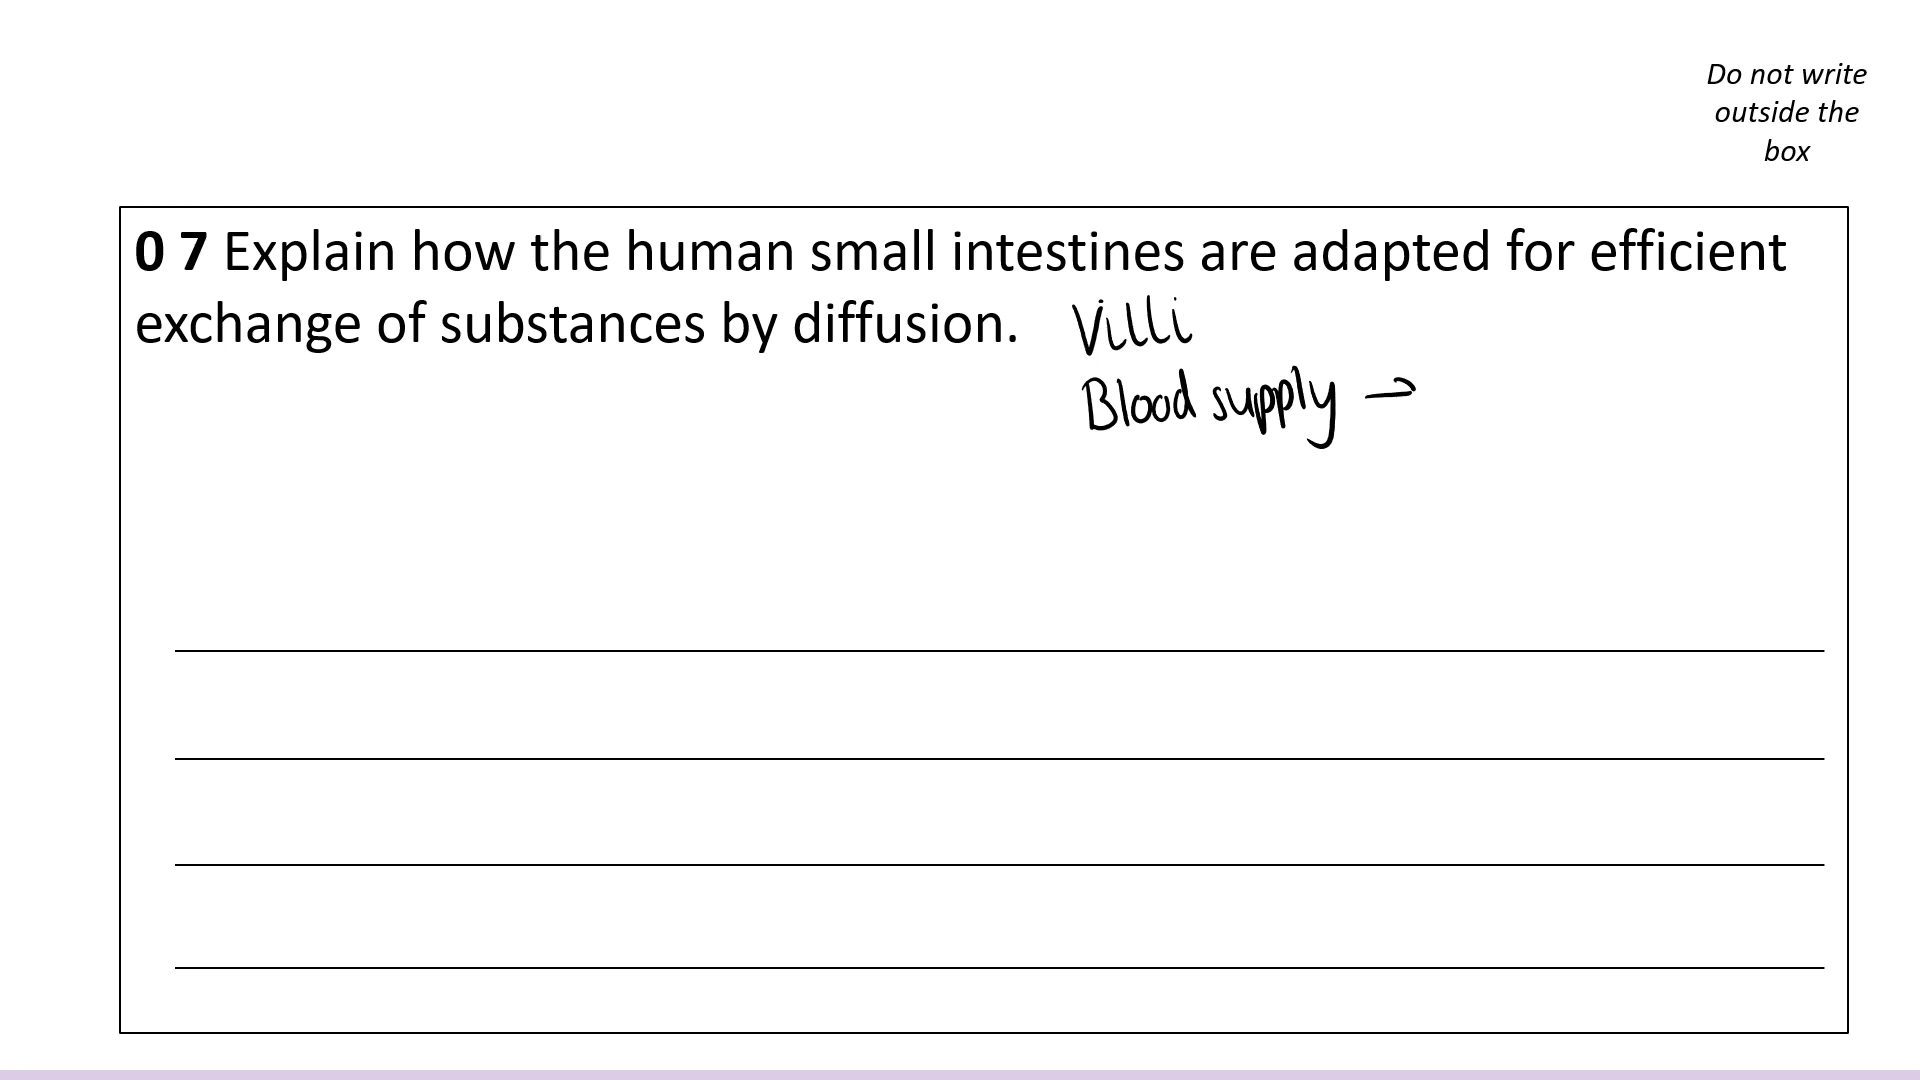 Do not write
outside the
box
0 7 Explain how the human small intestines are adapted for efficient
exchange of substances by diffusion. Villi
Blood supply →